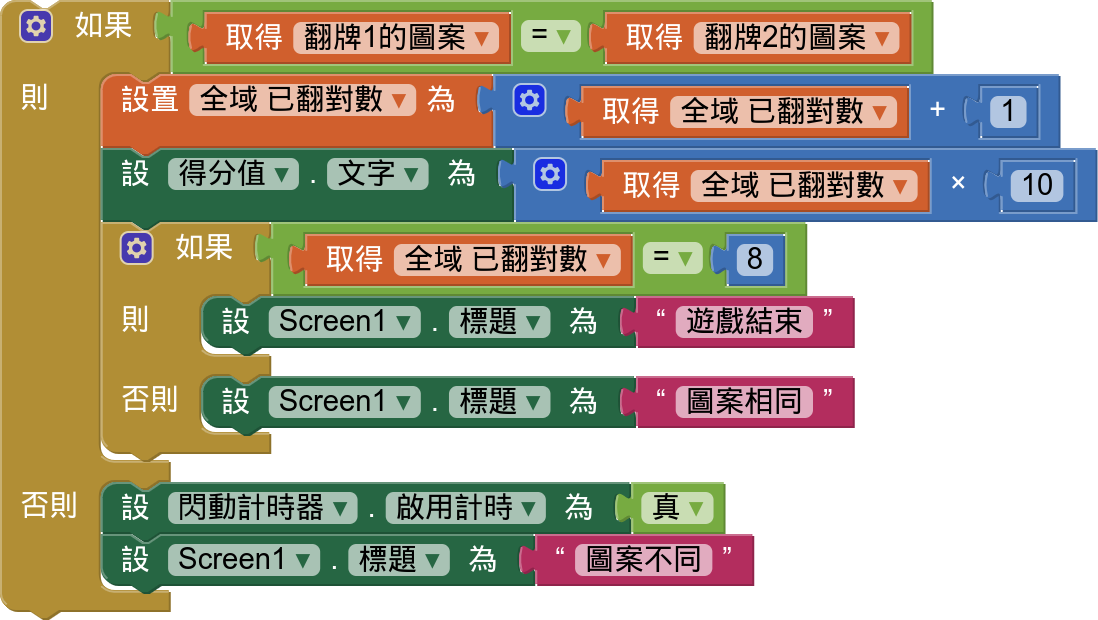 如果 取得 翻牌1的圖案 = 取得 翻牌2的圖案
則 設置 全域 已翻對數 為 取得 全域 已翻對數 + 1
設 得分值 . 文字 為 取得 全域 已翻對數 × 10
如果 取得 全域 已翻對數 = 8
則 設 Screen1 . 標題 為 “ 遊戲結束 ”
否則 設 Screen1 . 標題 為 “ 圖案相同 ”
否則 設 閃動計時器 . 啟用計時 為 真
設 Screen1 . 標題 為 “ 圖案不同 ”